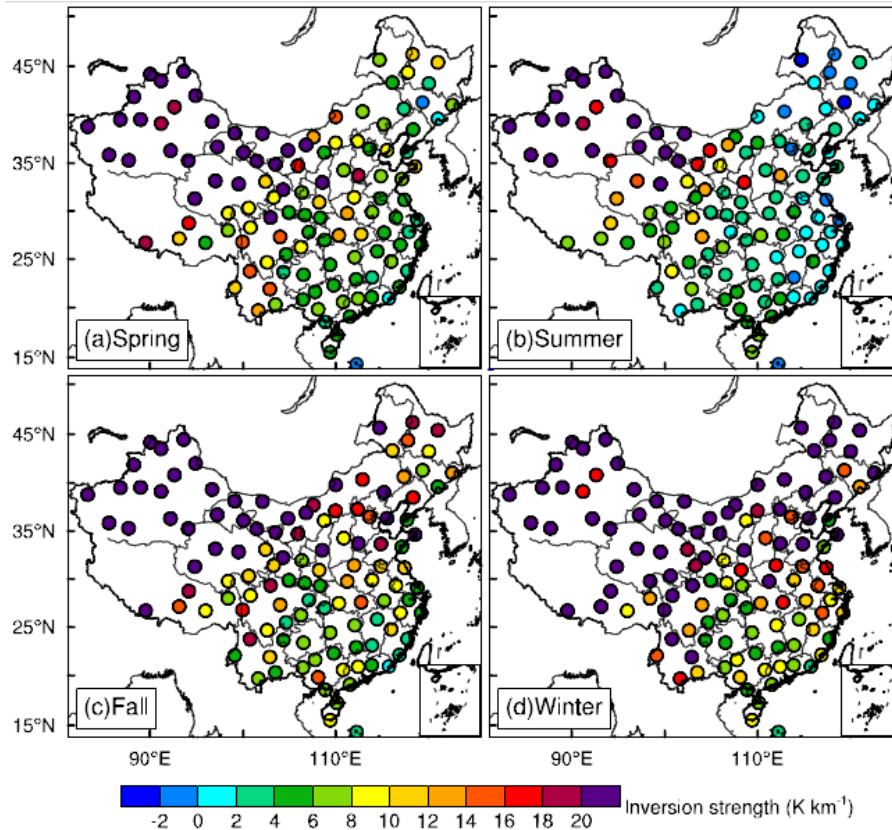 45°N
35°N
25°N
15°N
(a)Spring
(b)Summer
45°N
35°N
25°N
15°N
(c)Fall
(d)Winter
90°E 110°E 90°E 110°E
-2 0 2 4 6 8 10 12 14 16 18 20
Inversion strength (K km⁻¹)